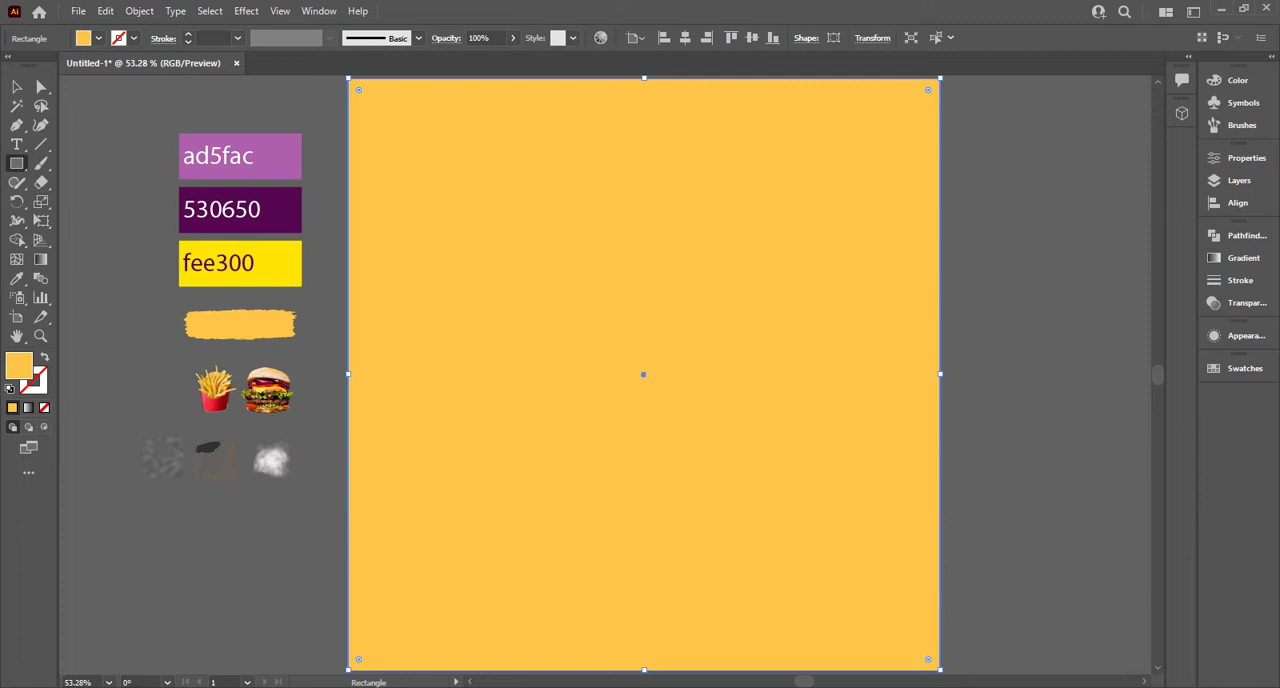 Ai File Edit Object Type Select Effect View Window Help
Rectangle Stroke: Basic Opacity: 100% Style: Shape: Transform
Untitled-1* @ 53.28 % (RGB/Preview)
Color
Symbols
Brushes
Properties
Layers
Align
Pathfind...
Gradient
Stroke
Transpar...
Appeara...
Swatches
ad5fac
530650
fee300
53.28% 0° 1 Rectangle